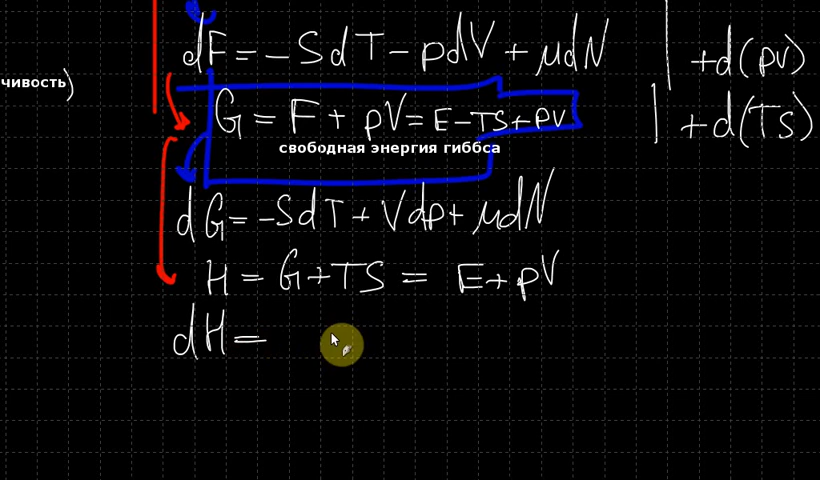 dF = -SdT - pdV + μdN | +d(pV)
чивость)
G = F + pV = E-TS+PV | +d(TS)
свободная энергия гиббса
dG = -SdT + Vdp + μdN
H = G+TS = E+pV
dH =